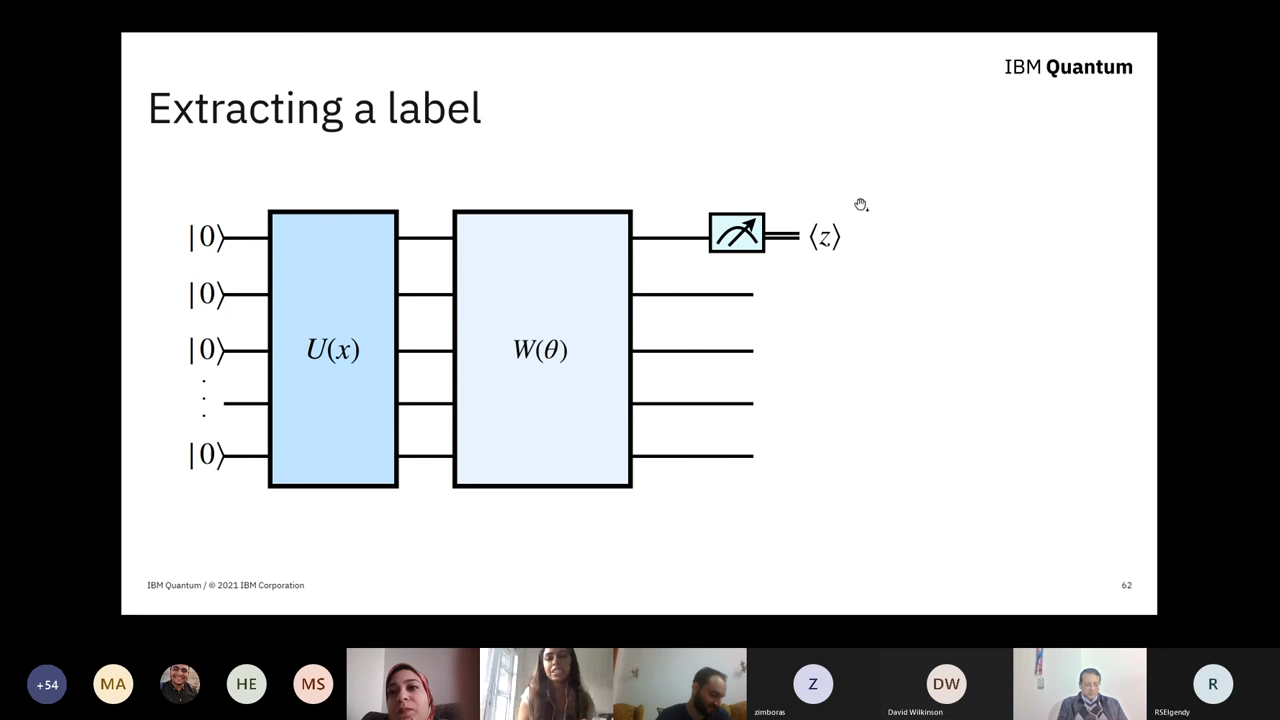 IBM Quantum
Extracting a label
|0⟩
⟨z⟩
|0⟩
|0⟩
U(x)
W(θ)
|0⟩
IBM Quantum / © 2021 IBM Corporation
62
+54
MA
HE
MS
Z
DW
R
zimboras
David Wilkinson
RSElgendy